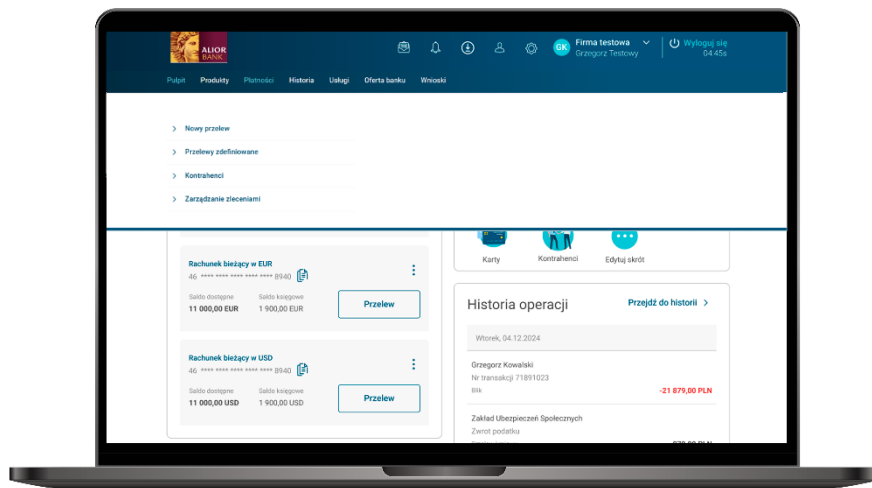 ALIOR
BANK
GK
Firma testowa
Grzegorz Testowy
Wyloguj się
04:45s
Pulpit Produkty Płatności Historia Usługi Oferta banku Wnioski
Nowy przelew
Przelewy zdefiniowane
Kontrahenci
Zarządzanie zleceniami
Rachunek bieżący w EUR
46 **** **** **** **** **** 8940
Saldo dostępne Saldo księgowe
11 000,00 EUR 1 900,00 EUR
Przelew
Rachunek bieżący w USD
46 **** **** **** **** **** 8940
Saldo dostępne Saldo księgowe
11 000,00 USD 1 900,00 USD
Przelew
Karty Kontrahenci Edytuj skrót
Historia operacji Przejdź do historii
Wtorek, 04.12.2024
Grzegorz Kowalski
Nr transakcji 71891023
Blik -21 879,00 PLN
Zakład Ubezpieczeń Społecznych
Zwrot podatku